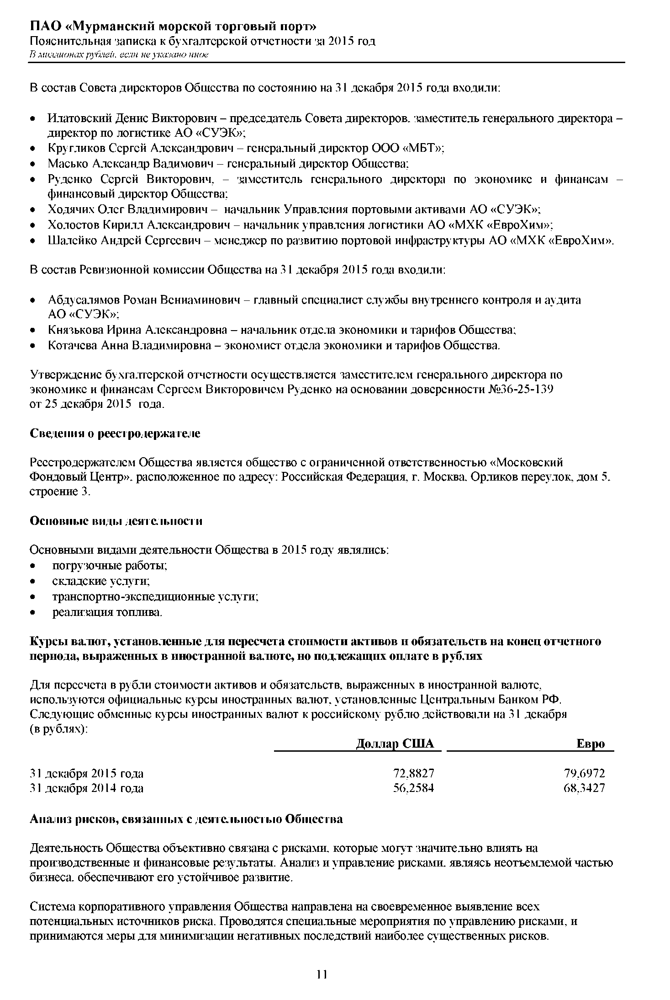 ПАО «Мурманский морской торговый порт»
Пояснительная записка к бухгалтерской отчетности за 2015 год
В миллионах рублей, если не указано иное
В состав Совета директоров Общества по состоянию на 31 декабря 2015 года входили:
• Илатовский Денис Викторович – председатель Совета директоров, заместитель генерального директора –
директор по логистике АО «СУЭК»;
• Кругликов Сергей Александрович – генеральный директор ООО «МБТ»;
• Масько Александр Вадимович – генеральный директор Общества;
• Руденко Сергей Викторович, – заместитель генерального директора по экономике и финансам –
финансовый директор Общества;
• Ходячих Олег Владимирович – начальник Управления портовыми активами АО «СУЭК»;
• Холостов Кирилл Александрович – начальник управления логистики АО «МХК «ЕвроХим»;
• Шалейко Андрей Сергеевич – менеджер по развитию портовой инфраструктуры АО «МХК «ЕвроХим».
В состав Ревизионной комиссии Общества на 31 декабря 2015 года входили:
• Абдусалямов Роман Вениаминович – главный специалист службы внутреннего контроля и аудита
АО «СУЭК»;
• Князькова Ирина Александровна – начальник отдела экономики и тарифов Общества;
• Котачева Анна Владимировна – экономист отдела экономики и тарифов Общества.
Утверждение бухгалтерской отчетности осуществляется заместителем генерального директора по
экономике и финансам Сергеем Викторовичем Руденко на основании доверенности №36-25-139
от 25 декабря 2015 года.
Сведения о реестродержателе
Реестродержателем Общества является общество с ограниченной ответственностью «Московский
Фондовый Центр», расположенное по адресу: Российская Федерация, г. Москва, Орликов переулок, дом 5,
строение 3.
Основные виды деятельности
Основными видами деятельности Общества в 2015 году являлись:
• погрузочные работы;
• складские услуги;
• транспортно-экспедиционные услуги;
• реализация топлива.
Курсы валют, установленные для пересчета стоимости активов и обязательств на конец отчетного
периода, выраженных в иностранной валюте, но подлежащих оплате в рублях
Для пересчета в рубли стоимости активов и обязательств, выраженных в иностранной валюте,
используются официальные курсы иностранных валют, установленные Центральным Банком РФ.
Следующие обменные курсы иностранных валют к российскому рублю действовали на 31 декабря
(в рублях):
Доллар США Евро
31 декабря 2015 года 72,8827 79,6972
31 декабря 2014 года 56,2584 68,3427
Анализ рисков, связанных с деятельностью Общества
Деятельность Общества объективно связана с рисками, которые могут значительно влиять на
производственные и финансовые результаты. Анализ и управление рисками, являясь неотъемлемой частью
бизнеса, обеспечивают его устойчивое развитие.
Система корпоративного управления Общества направлена на своевременное выявление всех
потенциальных источников риска. Проводятся специальные мероприятия по управлению рисками, и
принимаются меры для минимизации негативных последствий наиболее существенных рисков.
11